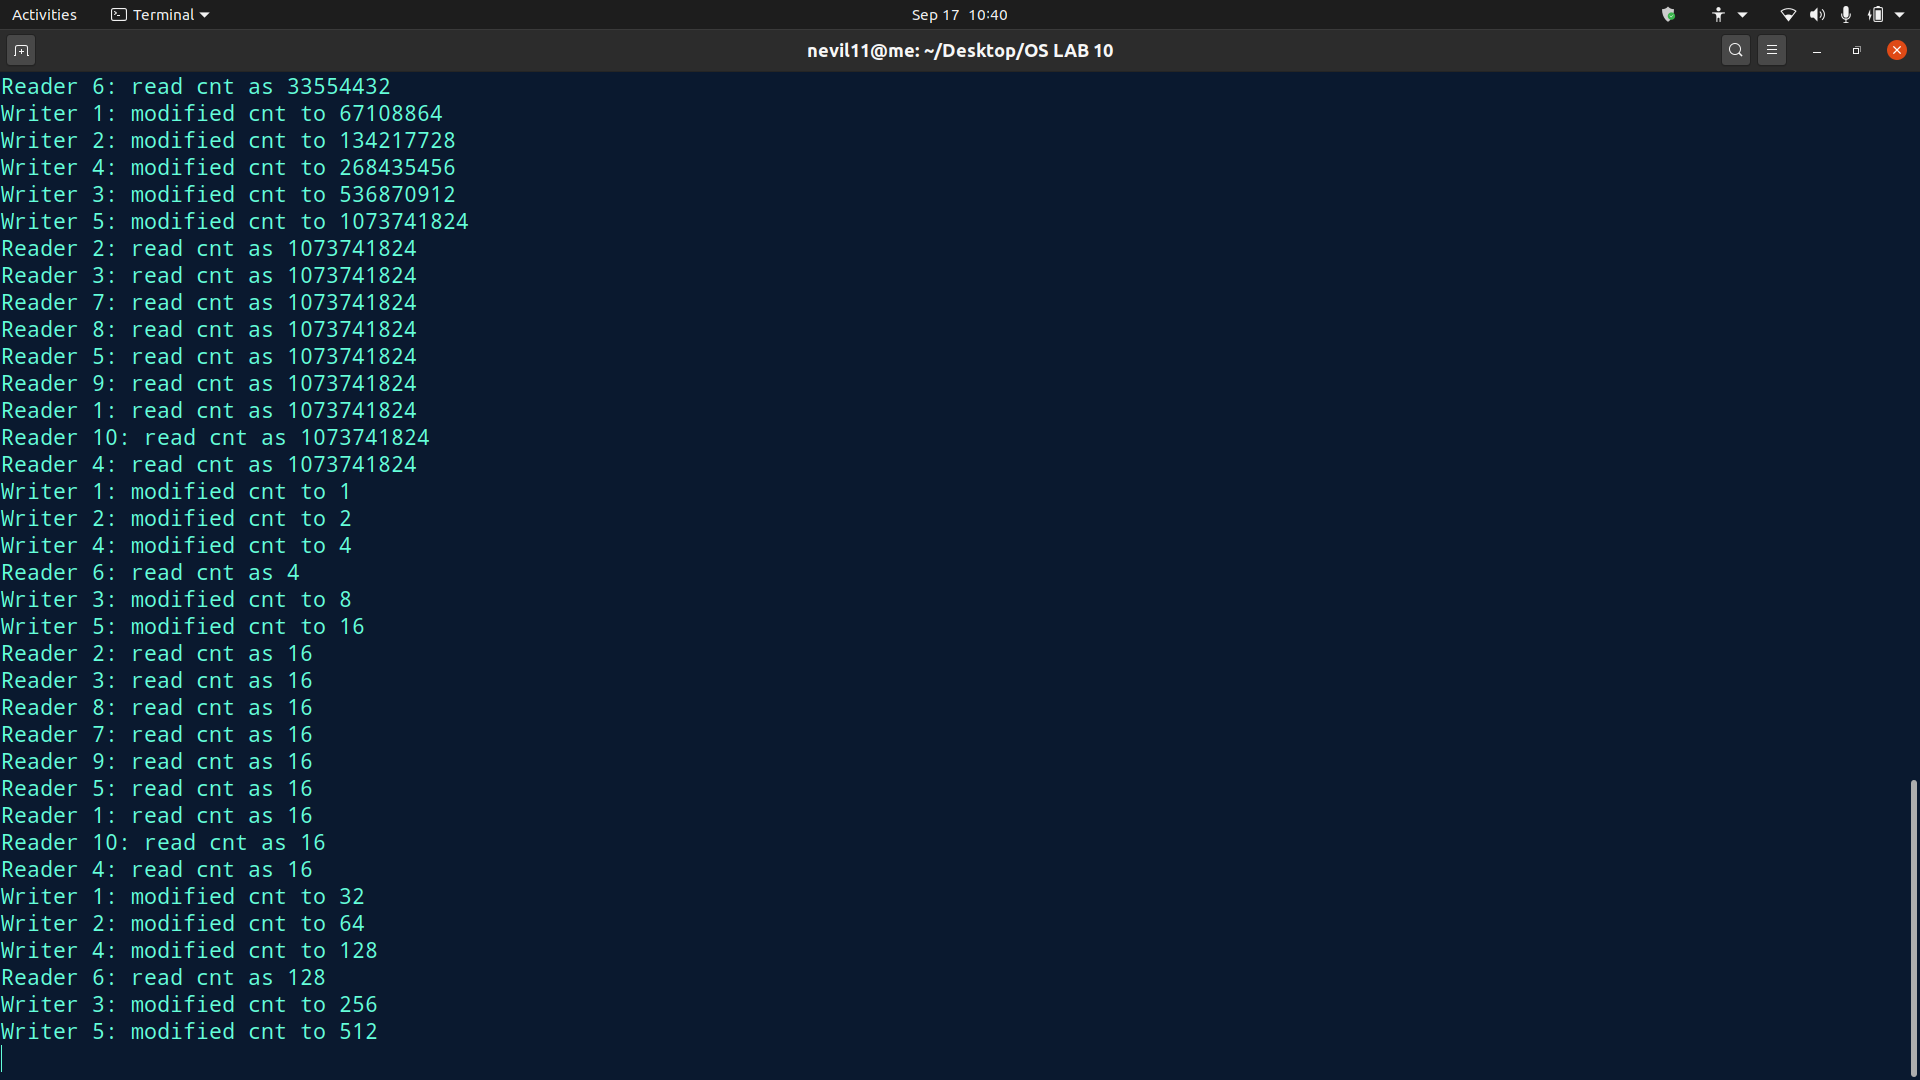 Activities Terminal Sep 17 10:40
nevil11@me: ~/Desktop/OS LAB 10
Reader 6: read cnt as 33554432
Writer 1: modified cnt to 67108864
Writer 2: modified cnt to 134217728
Writer 4: modified cnt to 268435456
Writer 3: modified cnt to 536870912
Writer 5: modified cnt to 1073741824
Reader 2: read cnt as 1073741824
Reader 3: read cnt as 1073741824
Reader 7: read cnt as 1073741824
Reader 8: read cnt as 1073741824
Reader 5: read cnt as 1073741824
Reader 9: read cnt as 1073741824
Reader 1: read cnt as 1073741824
Reader 10: read cnt as 1073741824
Reader 4: read cnt as 1073741824
Writer 1: modified cnt to 1
Writer 2: modified cnt to 2
Writer 4: modified cnt to 4
Reader 6: read cnt as 4
Writer 3: modified cnt to 8
Writer 5: modified cnt to 16
Reader 2: read cnt as 16
Reader 3: read cnt as 16
Reader 8: read cnt as 16
Reader 7: read cnt as 16
Reader 9: read cnt as 16
Reader 5: read cnt as 16
Reader 1: read cnt as 16
Reader 10: read cnt as 16
Reader 4: read cnt as 16
Writer 1: modified cnt to 32
Writer 2: modified cnt to 64
Writer 4: modified cnt to 128
Reader 6: read cnt as 128
Writer 3: modified cnt to 256
Writer 5: modified cnt to 512